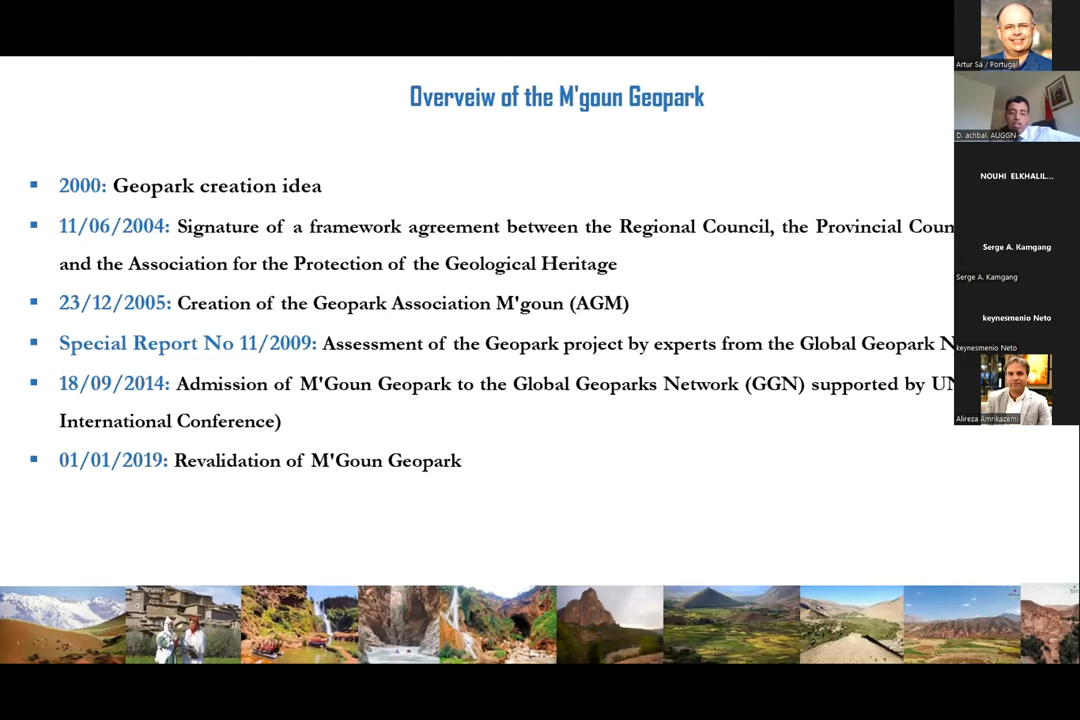 Overveiw of the M'goun Geopark
2000: Geopark creation idea
11/06/2004: Signature of a framework agreement between the Regional Council, the Provincial
and the Association for the Protection of the Geological Heritage
23/12/2005: Creation of the Geopark Association M'goun (AGM)
Special Report No 11/2009: Assessment of the Geopark project by experts from the Global Geopark
18/09/2014: Admission of M'Goun Geopark to the Global Geoparks Network (GGN) supported by
International Conference)
01/01/2019: Revalidation of M'Goun Geopark
Artur Sá / Portugal
D. achbal. AUGGN
NOUHI ELKHALIL...
Serge A. Kamgang
Serge A. Kamgang
keynesmenio Neto
keynesmenio Neto
Alireza Amrikazemi